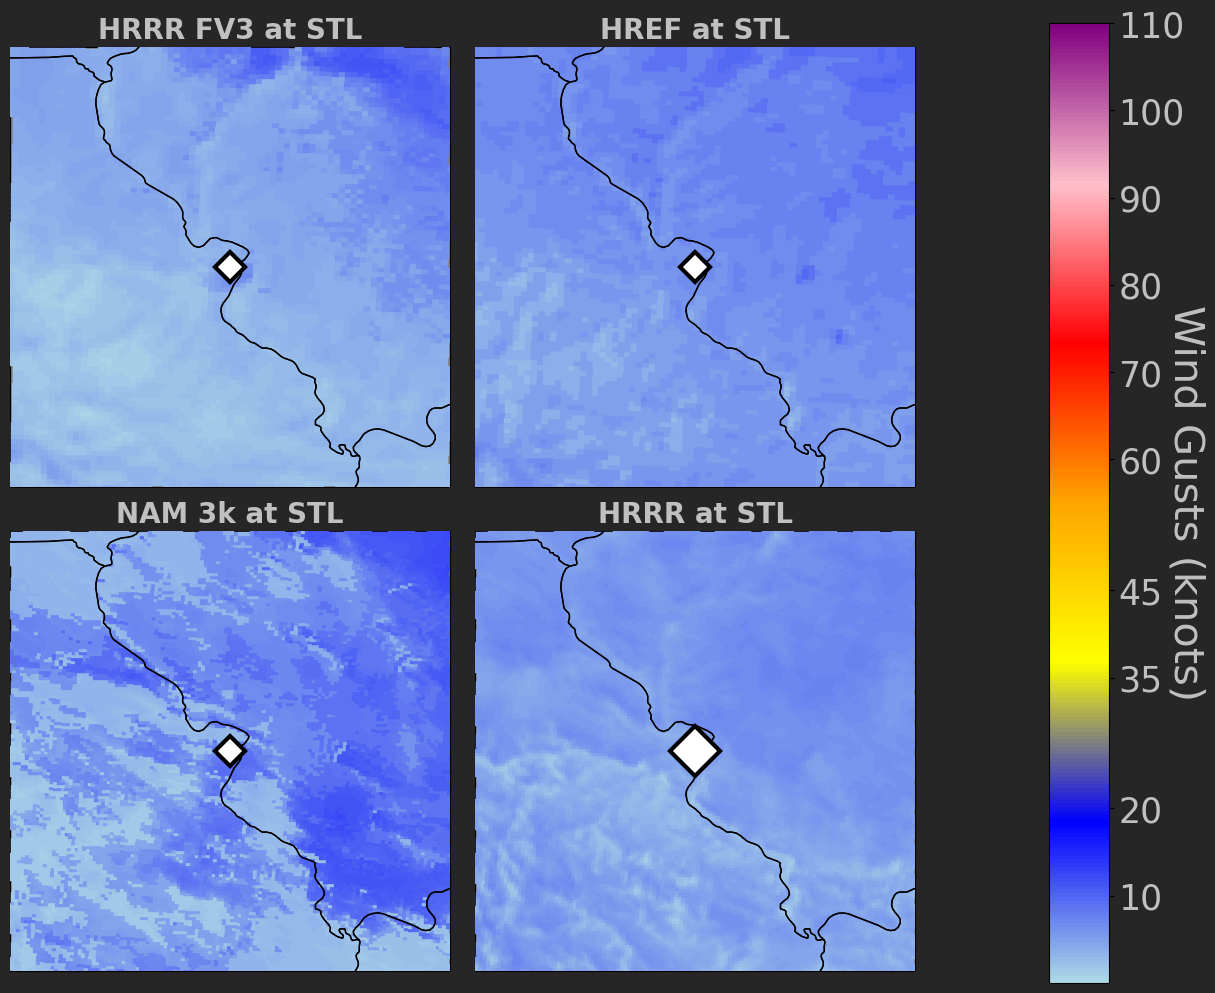 HRRR FV3 at STL
HREF at STL
NAM 3k at STL
HRRR at STL
110
100
90
80
70
60
45
35
20
10
Wind Gusts (knots)